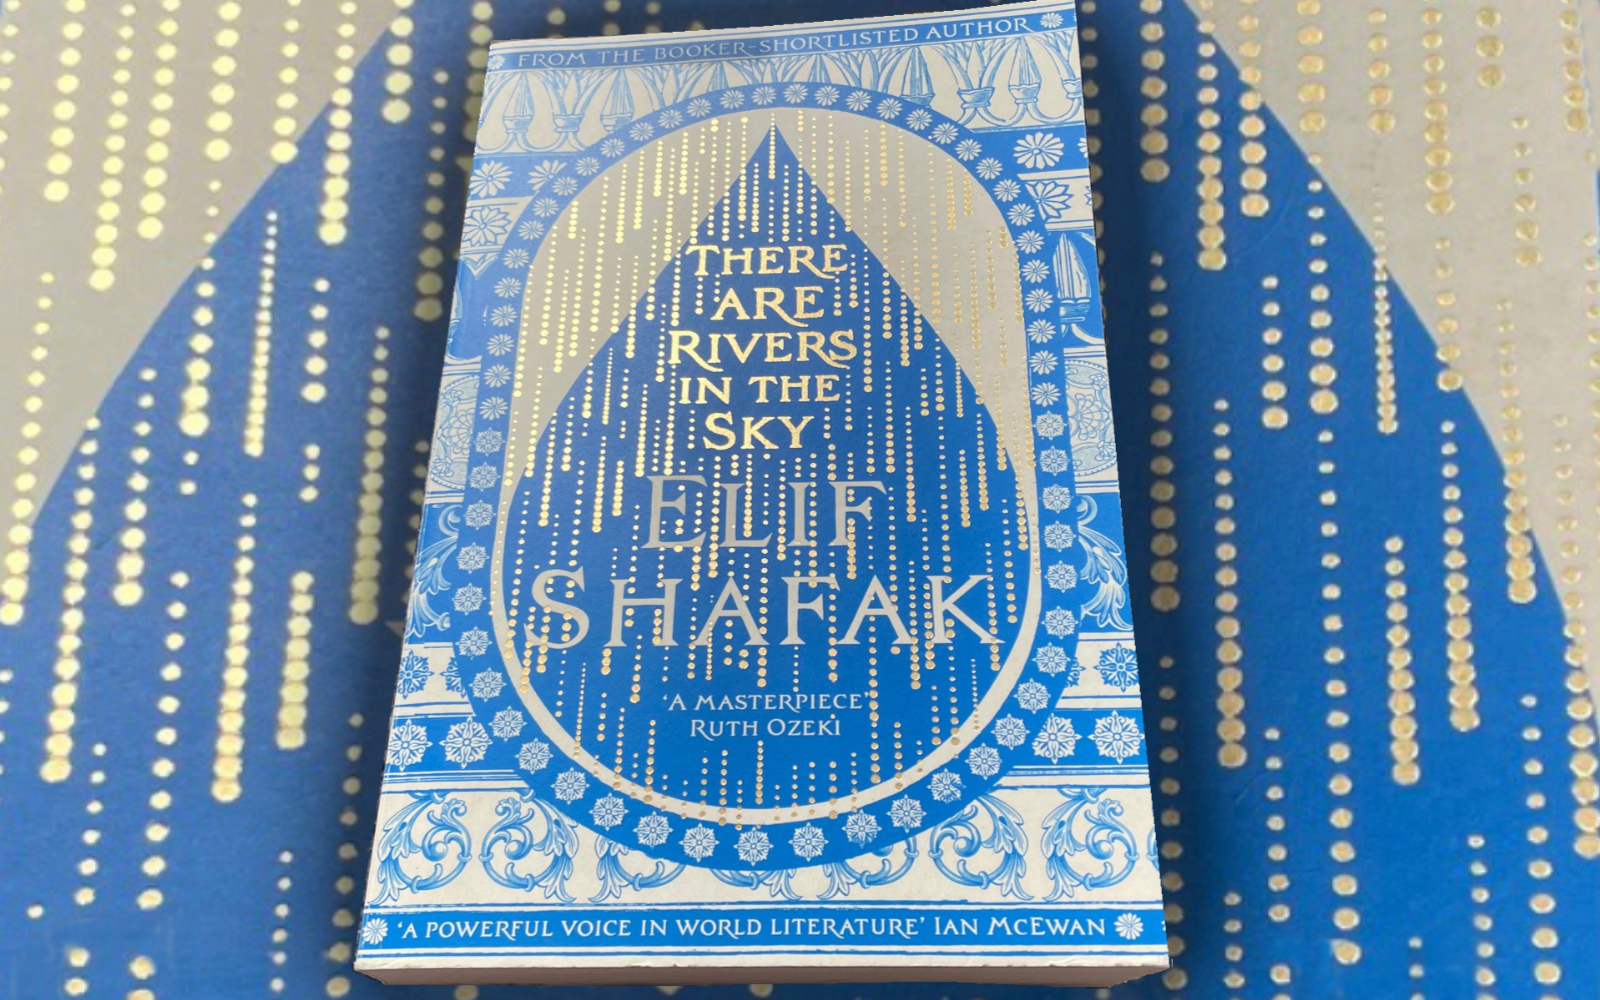 FROM THE BOOKER-SHORTLISTED AUTHOR
THERE
ARE
RIVERS
IN THE
SKY
ELIF
SHAFAK
‘A MASTERPIECE’
RUTH OZEKI
‘A POWERFUL VOICE IN WORLD LITERATURE’ IAN McEWAN